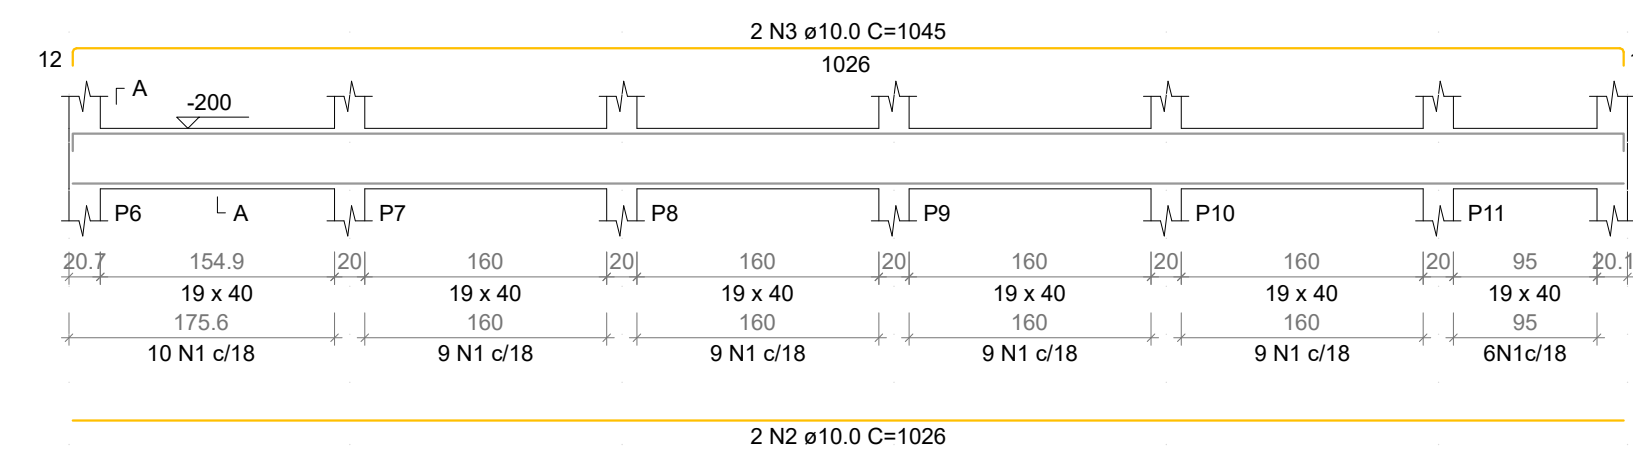 2 N3 ø10.0 C=1045
12
1026
A
-200
P6 A P7 P8 P9 P10 P11
20.7 154.9 20 160 20 160 20 160 20 160 20 95 20.1
19 x 40 19 x 40 19 x 40 19 x 40 19 x 40 19 x 40
175.6 160 160 160 160 95
10 N1 c/18 9 N1 c/18 9 N1 c/18 9 N1 c/18 9 N1 c/18 6N1c/18
2 N2 ø10.0 C=1026